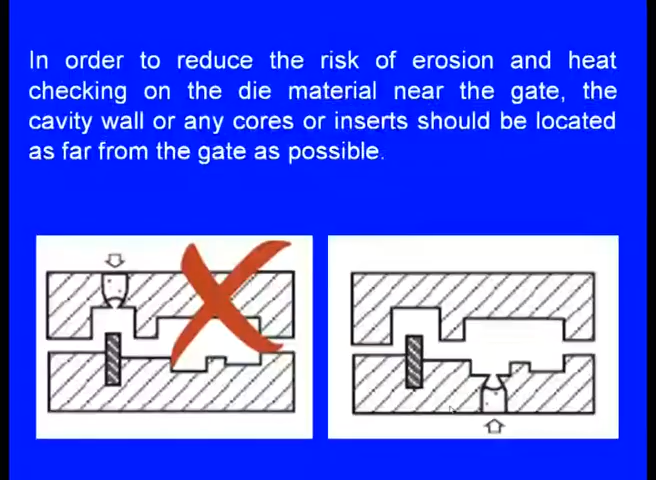 In order to reduce the risk of erosion and heat
checking on the die material near the gate, the
cavity wall or any cores or inserts should be located
as far from the gate as possible.